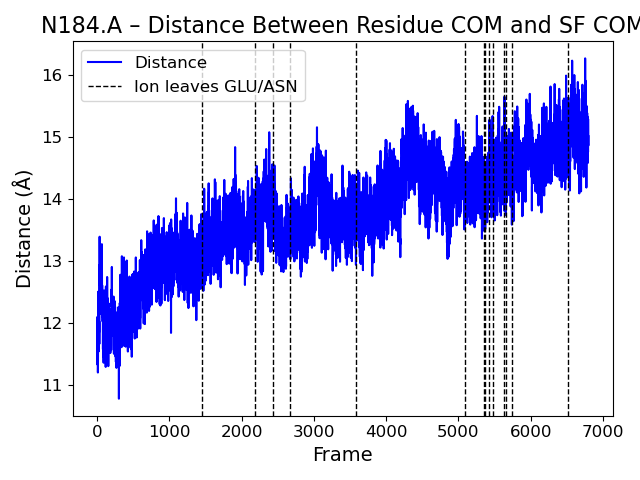 N184.A – Distance Between Residue COM and SF COM
Distance
Ion leaves GLU/ASN
Distance (Å)
16
15
14
13
12
11
0 1000 2000 3000 4000 5000 6000 7000
Frame